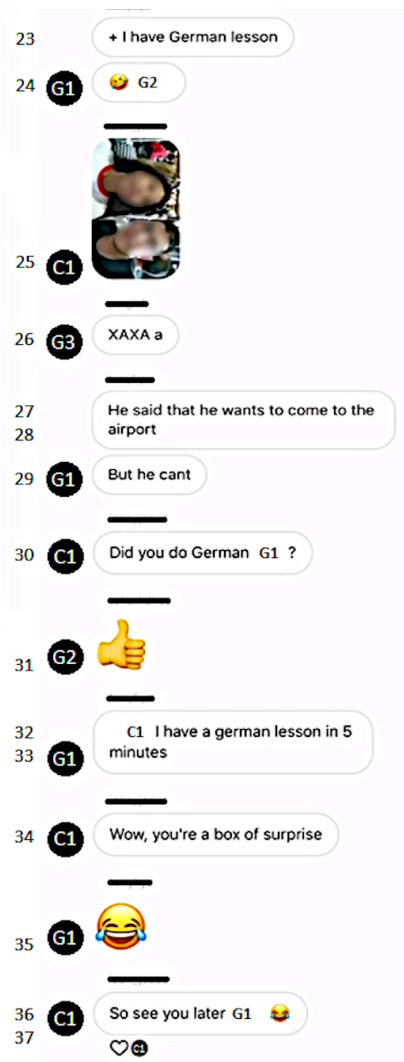 23 + I have German lesson
24 G1 🤣 G2
25 C1
26 G3 XAXA a
27 He said that he wants to come to the
28 airport
29 G1 But he cant
30 C1 Did you do German G1 ?
31 G2 👍
32 C1 I have a german lesson in 5
33 G1 minutes
34 C1 Wow, you're a box of surprise
35 G1 😂
36 C1 So see you later G1 😂
37 ♡ C1